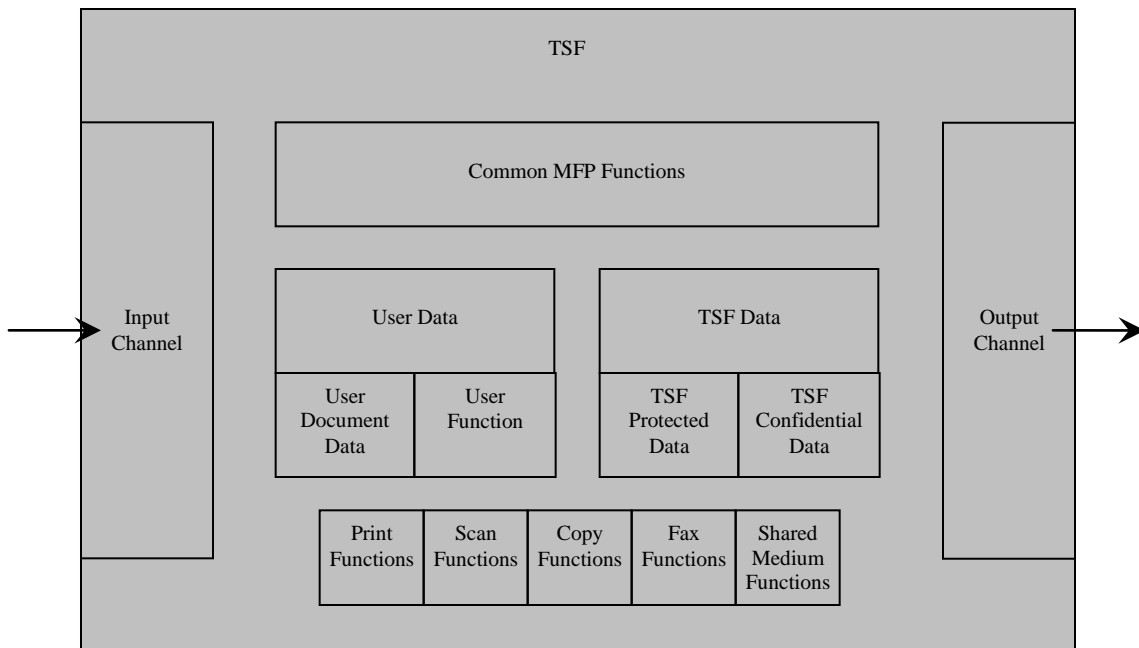 TSF
Common MFP Functions
Input
Channel
User Data
TSF Data
Output
Channel
User
Document
Data
User
Function
TSF
Protected
Data
TSF
Confidential
Data
Print
Functions
Scan
Functions
Copy
Functions
Fax
Functions
Shared
Medium
Functions